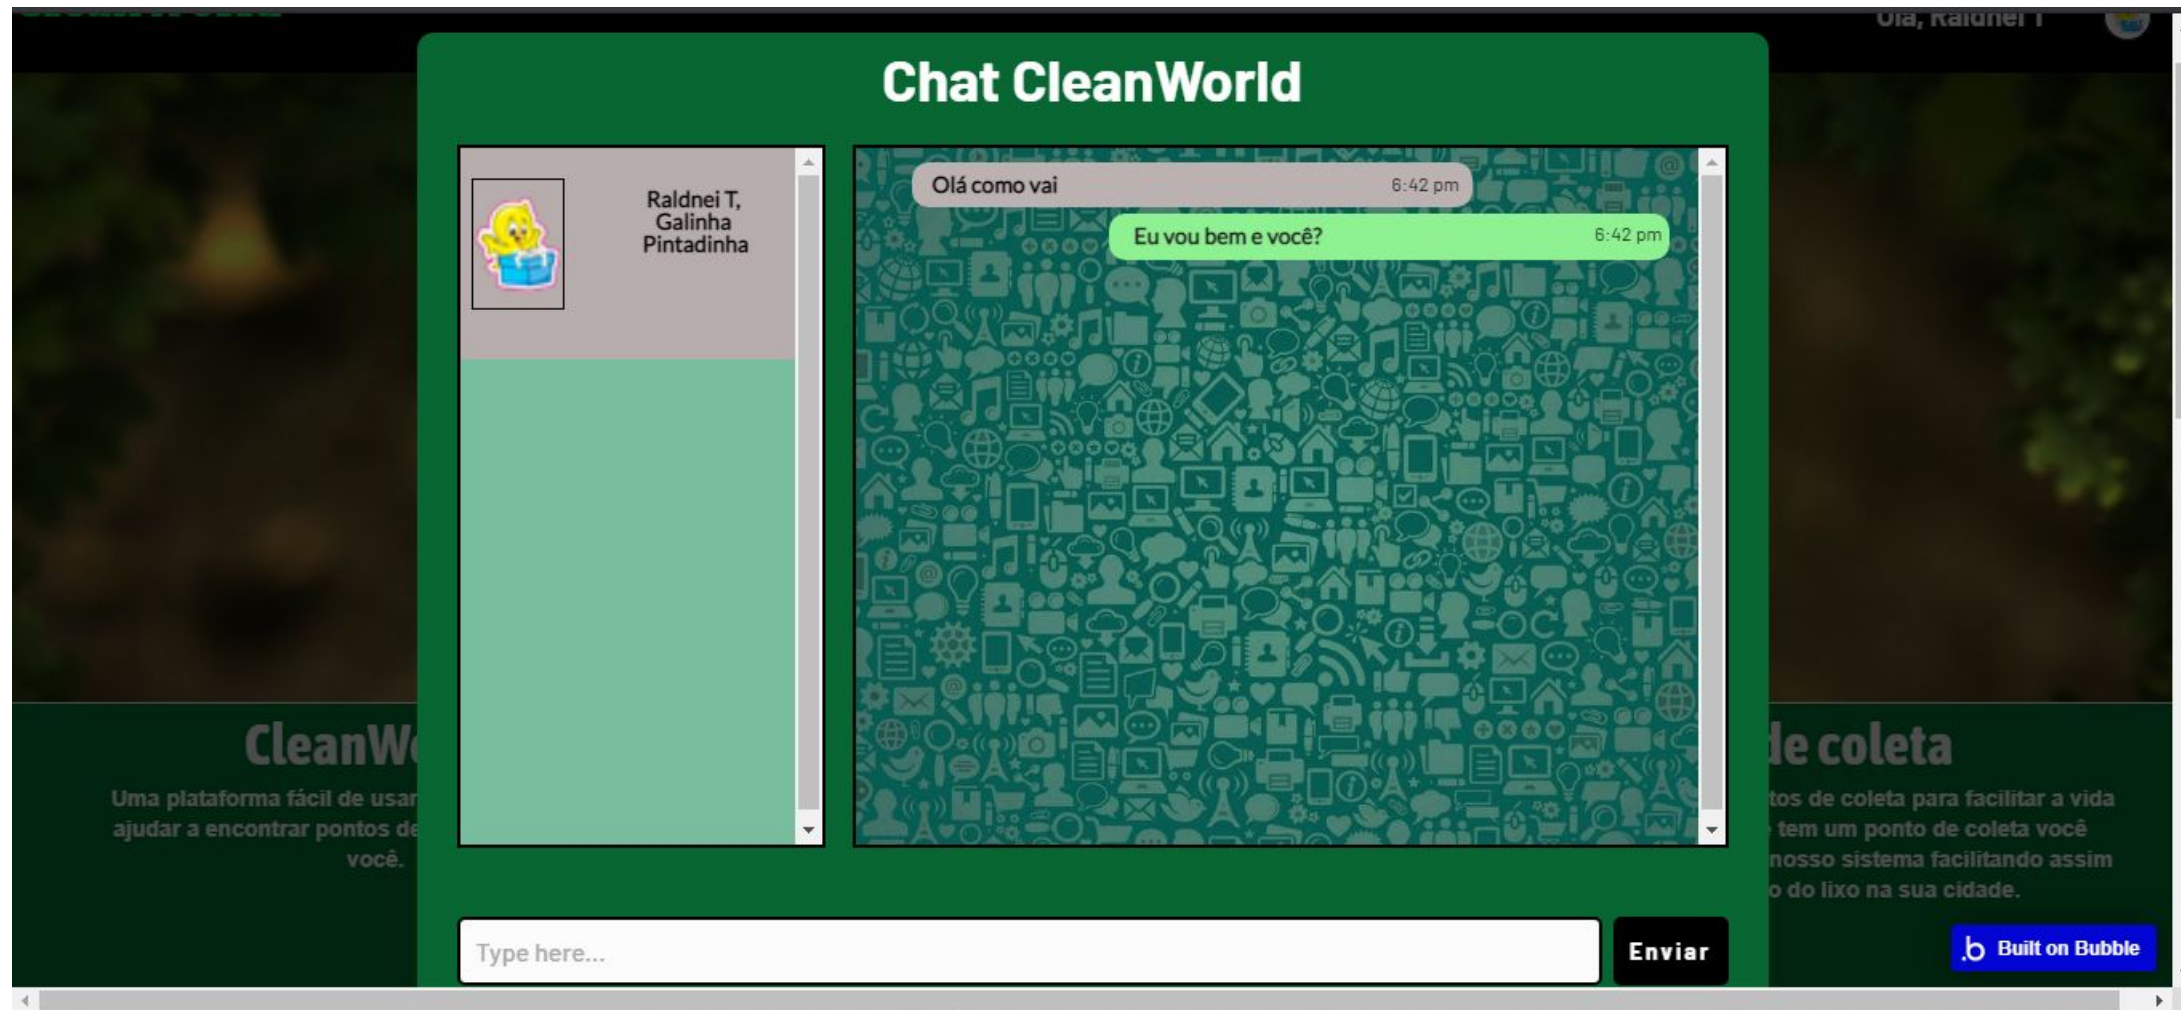 Olá, Raldnei T
Chat CleanWorld
Raldnei T,
Galinha
Pintadinha
Olá como vai
6:42 pm
Eu vou bem e você?
6:42 pm
Type here...
Enviar
Uma plataforma fácil de usar
ajudar a encontrar pontos de
você.
de coleta
de coleta para facilitar a vida
tem um ponto de coleta você
nosso sistema facilitando assim
do lixo na sua cidade.
.b Built on Bubble